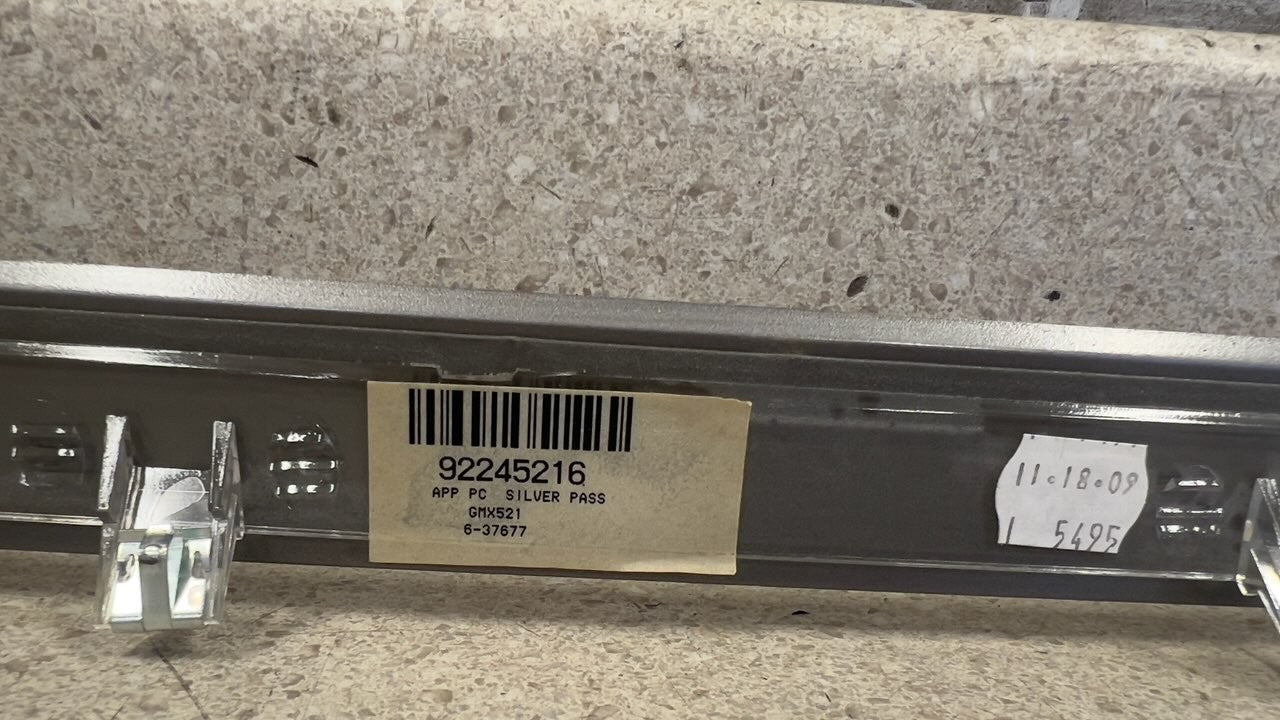 92245216
APP PC SILVER PASS
GMX521
6-37677
11.18.09
5495